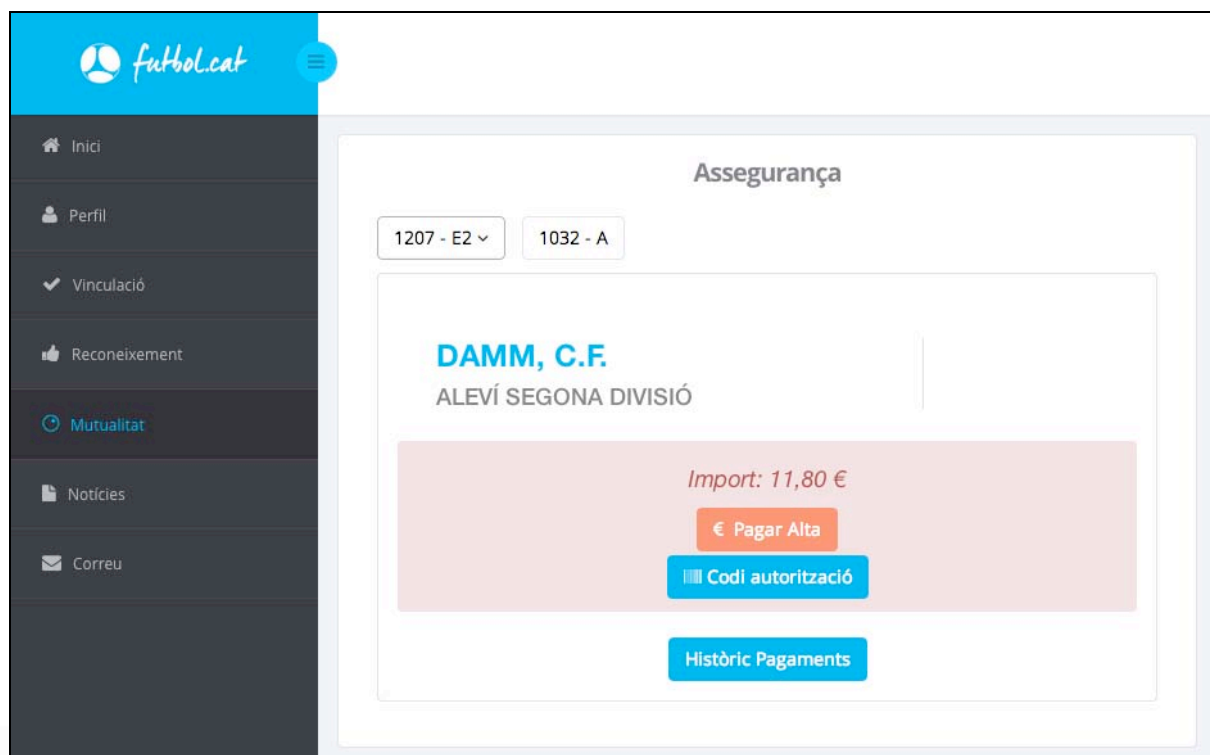 futbol.cat
Inici
Perfil
Vinculació
Reconeixement
Mutualitat
Notícies
Correu
Assegurança
1207 - E2
1032 - A
DAMM, C.F.
ALEVÍ SEGONA DIVISIÓ
Import: 11,80 €
€ Pagar Alta
Codi autorització
Històric Pagaments